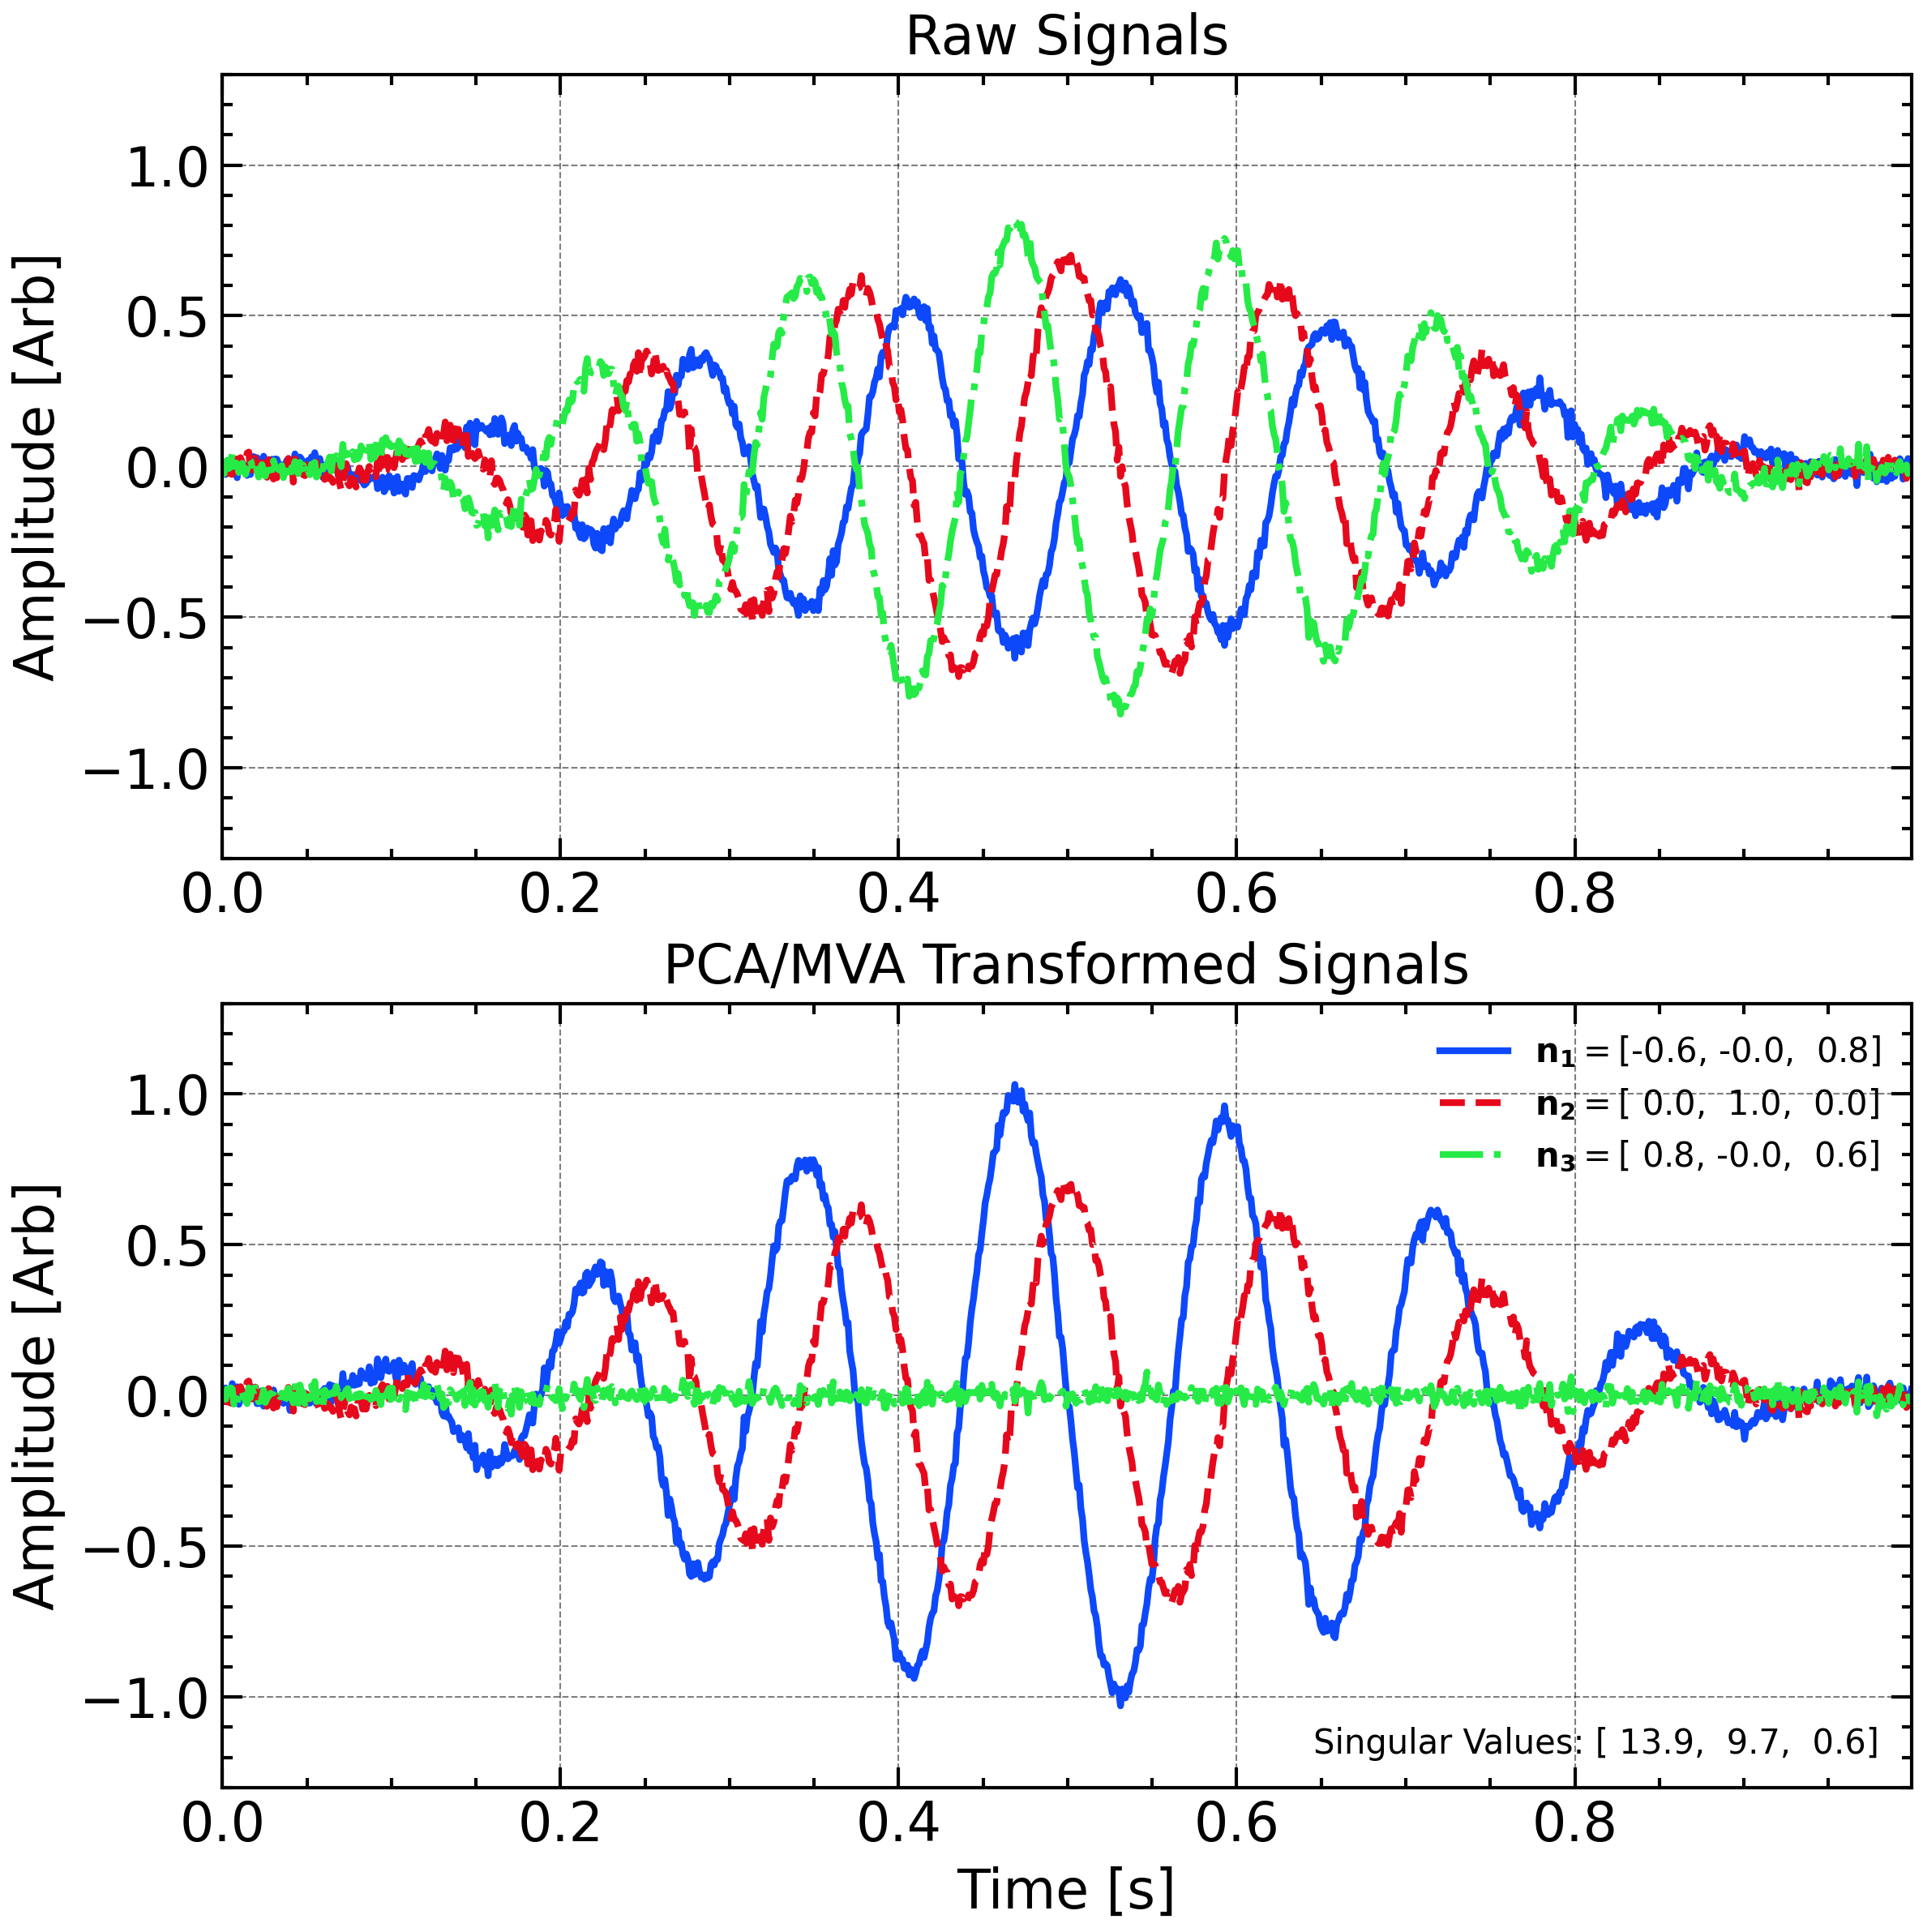 Raw Signals
1.0
0.5
0.0
−0.5
−1.0
Amplitude [Arb]
0.0 0.2 0.4 0.6 0.8
PCA/MVA Transformed Signals
n1 = [-0.6, -0.0,  0.8]
n2 = [ 0.0,  1.0,  0.0]
n3 = [ 0.8, -0.0,  0.6]
1.0
0.5
0.0
−0.5
−1.0
Amplitude [Arb]
Singular Values: [ 13.9,  9.7,  0.6]
0.0 0.2 0.4 0.6 0.8
Time [s]